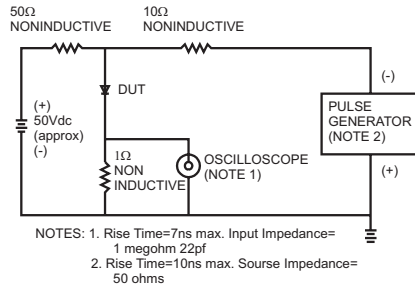 50Ω
NONINDUCTIVE
10Ω
NONINDUCTIVE
(+)
50Vdc
(approx)
(-)
DUT
1Ω
NON
INDUCTIVE
OSCILLOSCOPE
(NOTE 1)
(-)
PULSE
GENERATOR
(NOTE 2)
(+)
NOTES: 1. Rise Time=7ns max. Input Impedance=
1 megohm 22pf
2. Rise Time=10ns max. Sourse Impedance=
50 ohms